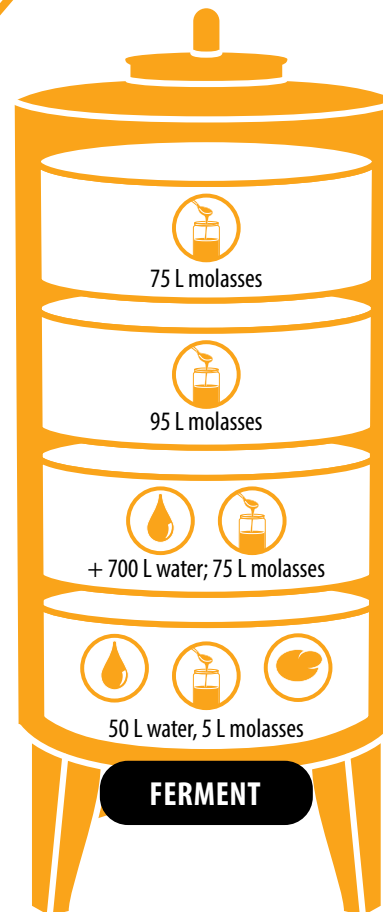 75 L molasses
95 L molasses
+ 700 L water; 75 L molasses
50 L water, 5 L molasses
FERMENT